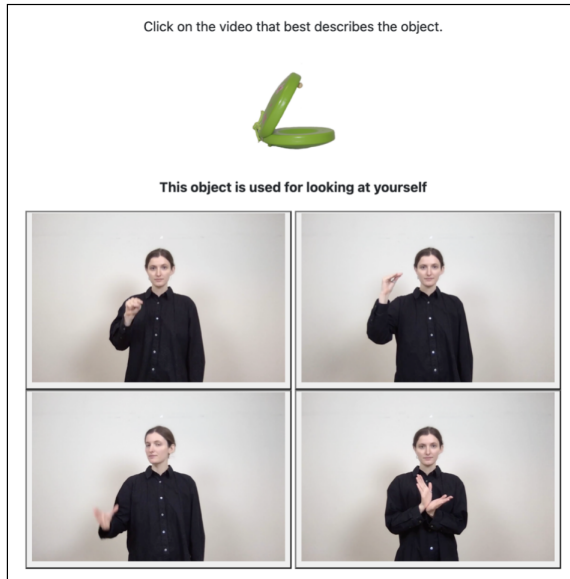 Click on the video that best describes the object.
This object is used for looking at yourself